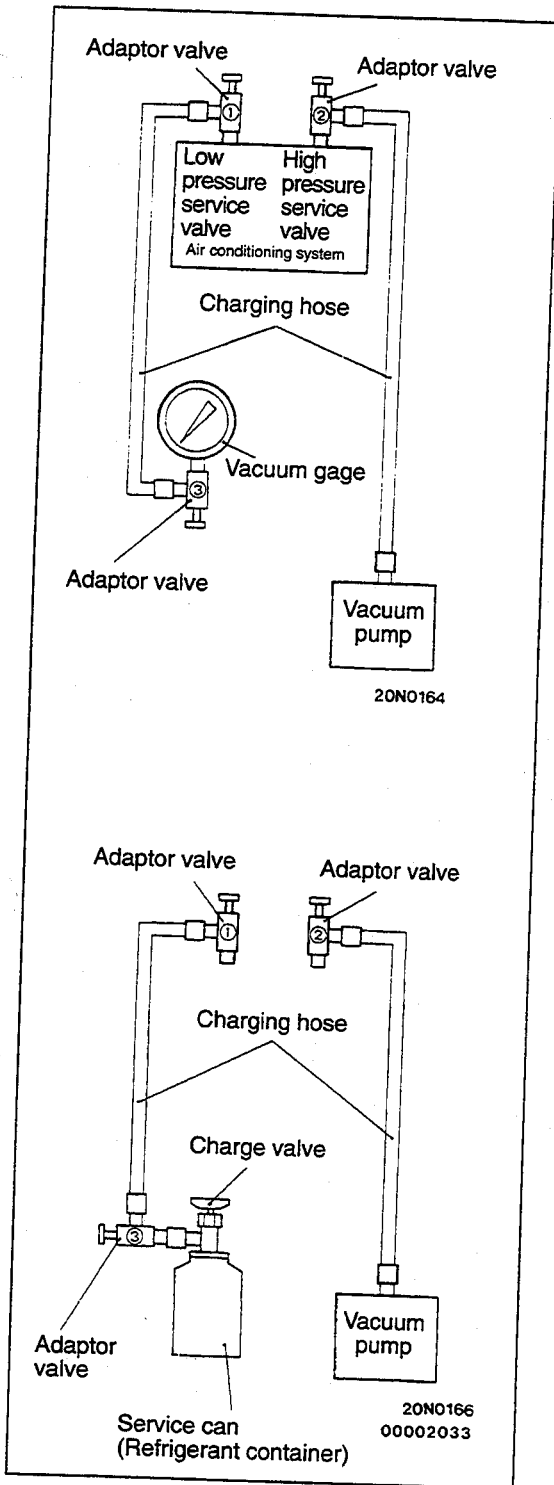 Adaptor valve
Adaptor valve
①
②
Low
pressure
service
valve
High
pressure
service
valve
Air conditioning system
Charging hose
Vacuum gage
③
Adaptor valve
Vacuum
pump
20N0164
Adaptor valve
Adaptor valve
①
②
Charging hose
Charge valve
③
Adaptor
valve
Vacuum
pump
Service can
(Refrigerant container)
20N0166
00002033